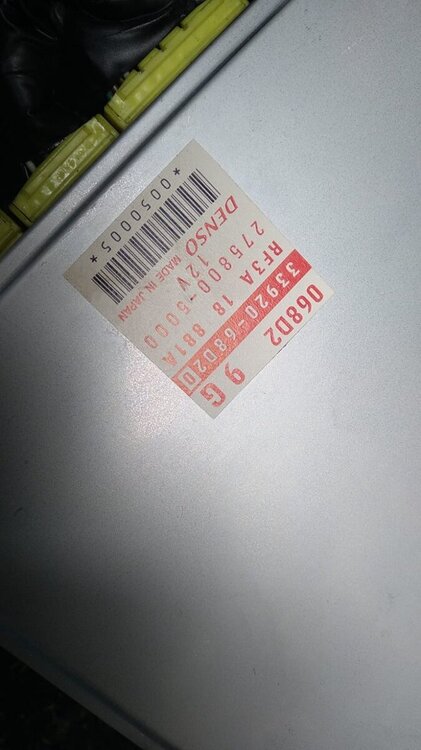 068D2 9G
33920-68D20
RF3A 18 881A
275800-5000
DENSO 12V MADE IN JAPAN
*0050005*